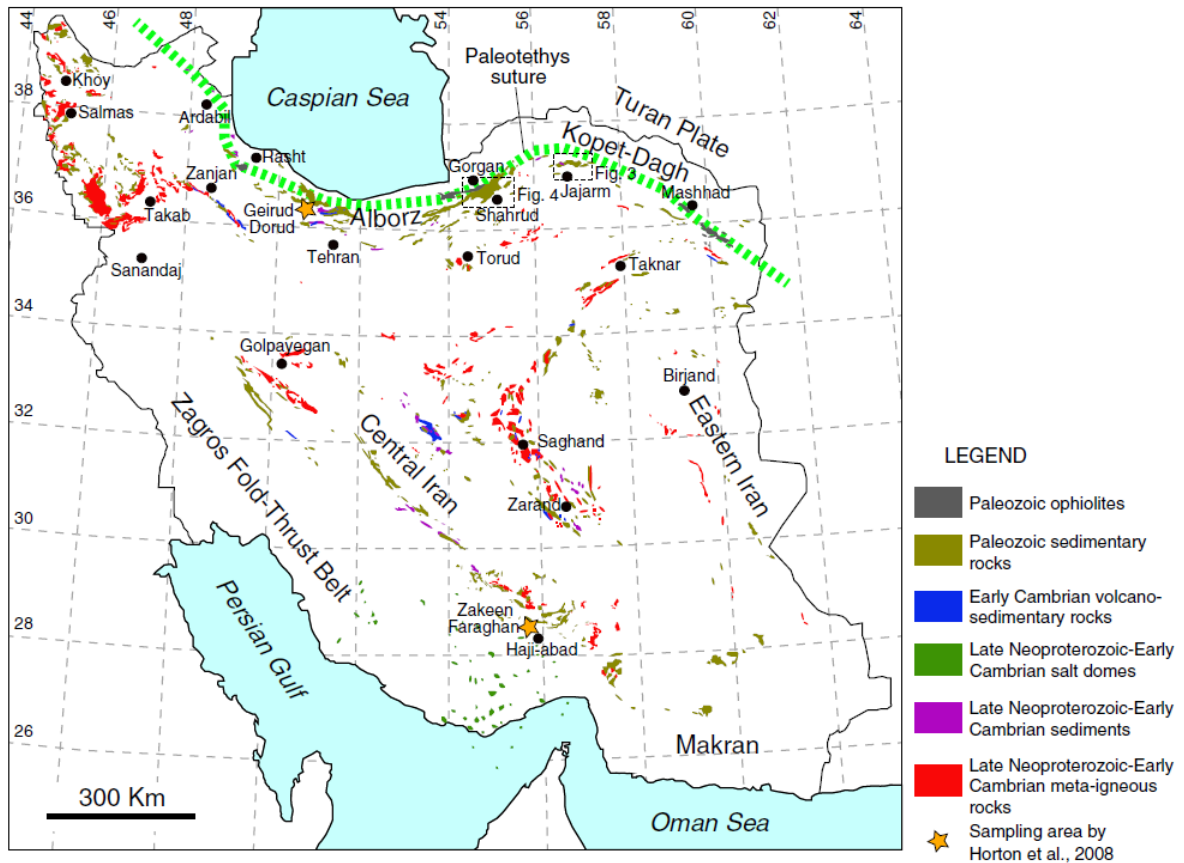 44
46
48
56
58
60
62
64
38
36
34
32
30
28
26
54
50
52
54
56
58
60
62
Paleotethys
suture
Caspian Sea
Turan Plate
Kopet-Dagh
Khoy
Salmas
Ardabil
Rasht
Zanjan
Takab
Sanandaj
Geirud
Dorud
Alborz
Tehran
Gorgan
Fig. 4
Shahrud
Fig. 3
Jajarm
Mashhad
Torud
Taknar
Golpayegan
Birjand
Zagros Fold-Thrust Belt
Central Iran
Eastern Iran
Saghand
Zarand
Persian Gulf
Zakeen
Faraghan
Haji-abad
Makran
Oman Sea
300 Km
LEGEND
Paleozoic ophiolites
Paleozoic sedimentary
rocks
Early Cambrian volcano-
sedimentary rocks
Late Neoproterozoic-Early
Cambrian salt domes
Late Neoproterozoic-Early
Cambrian sediments
Late Neoproterozoic-Early
Cambrian meta-igneous
rocks
Sampling area by
Horton et al., 2008